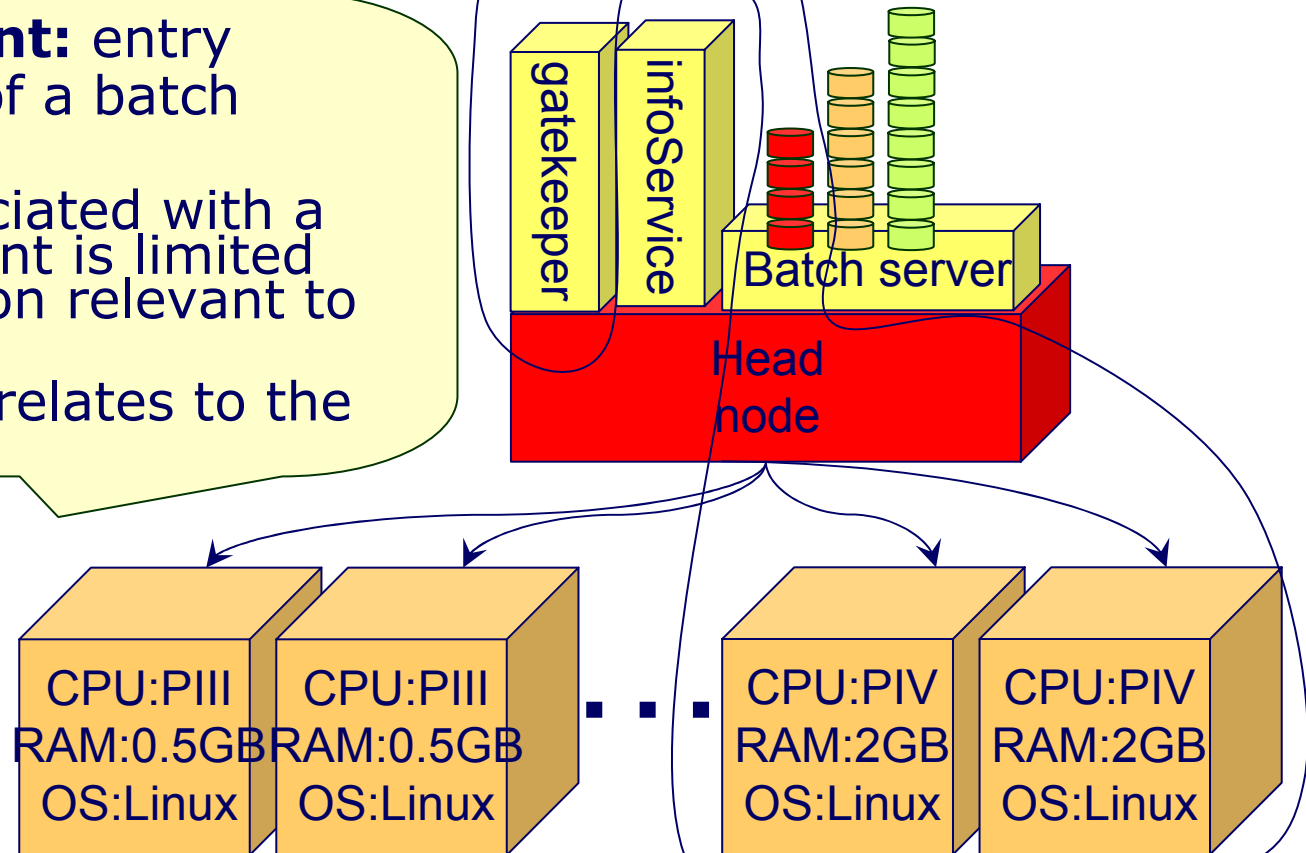 nt: entry
of a batch
ciated with a
nt is limited
on relevant to
relates to the
gatekeeper
infoService
Batch server
Head
node
CPU:PIII
RAM:0.5GB
OS:Linux
CPU:PIII
RAM:0.5GB
OS:Linux
. . .
CPU:PIV
RAM:2GB
OS:Linux
CPU:PIV
RAM:2GB
OS:Linux